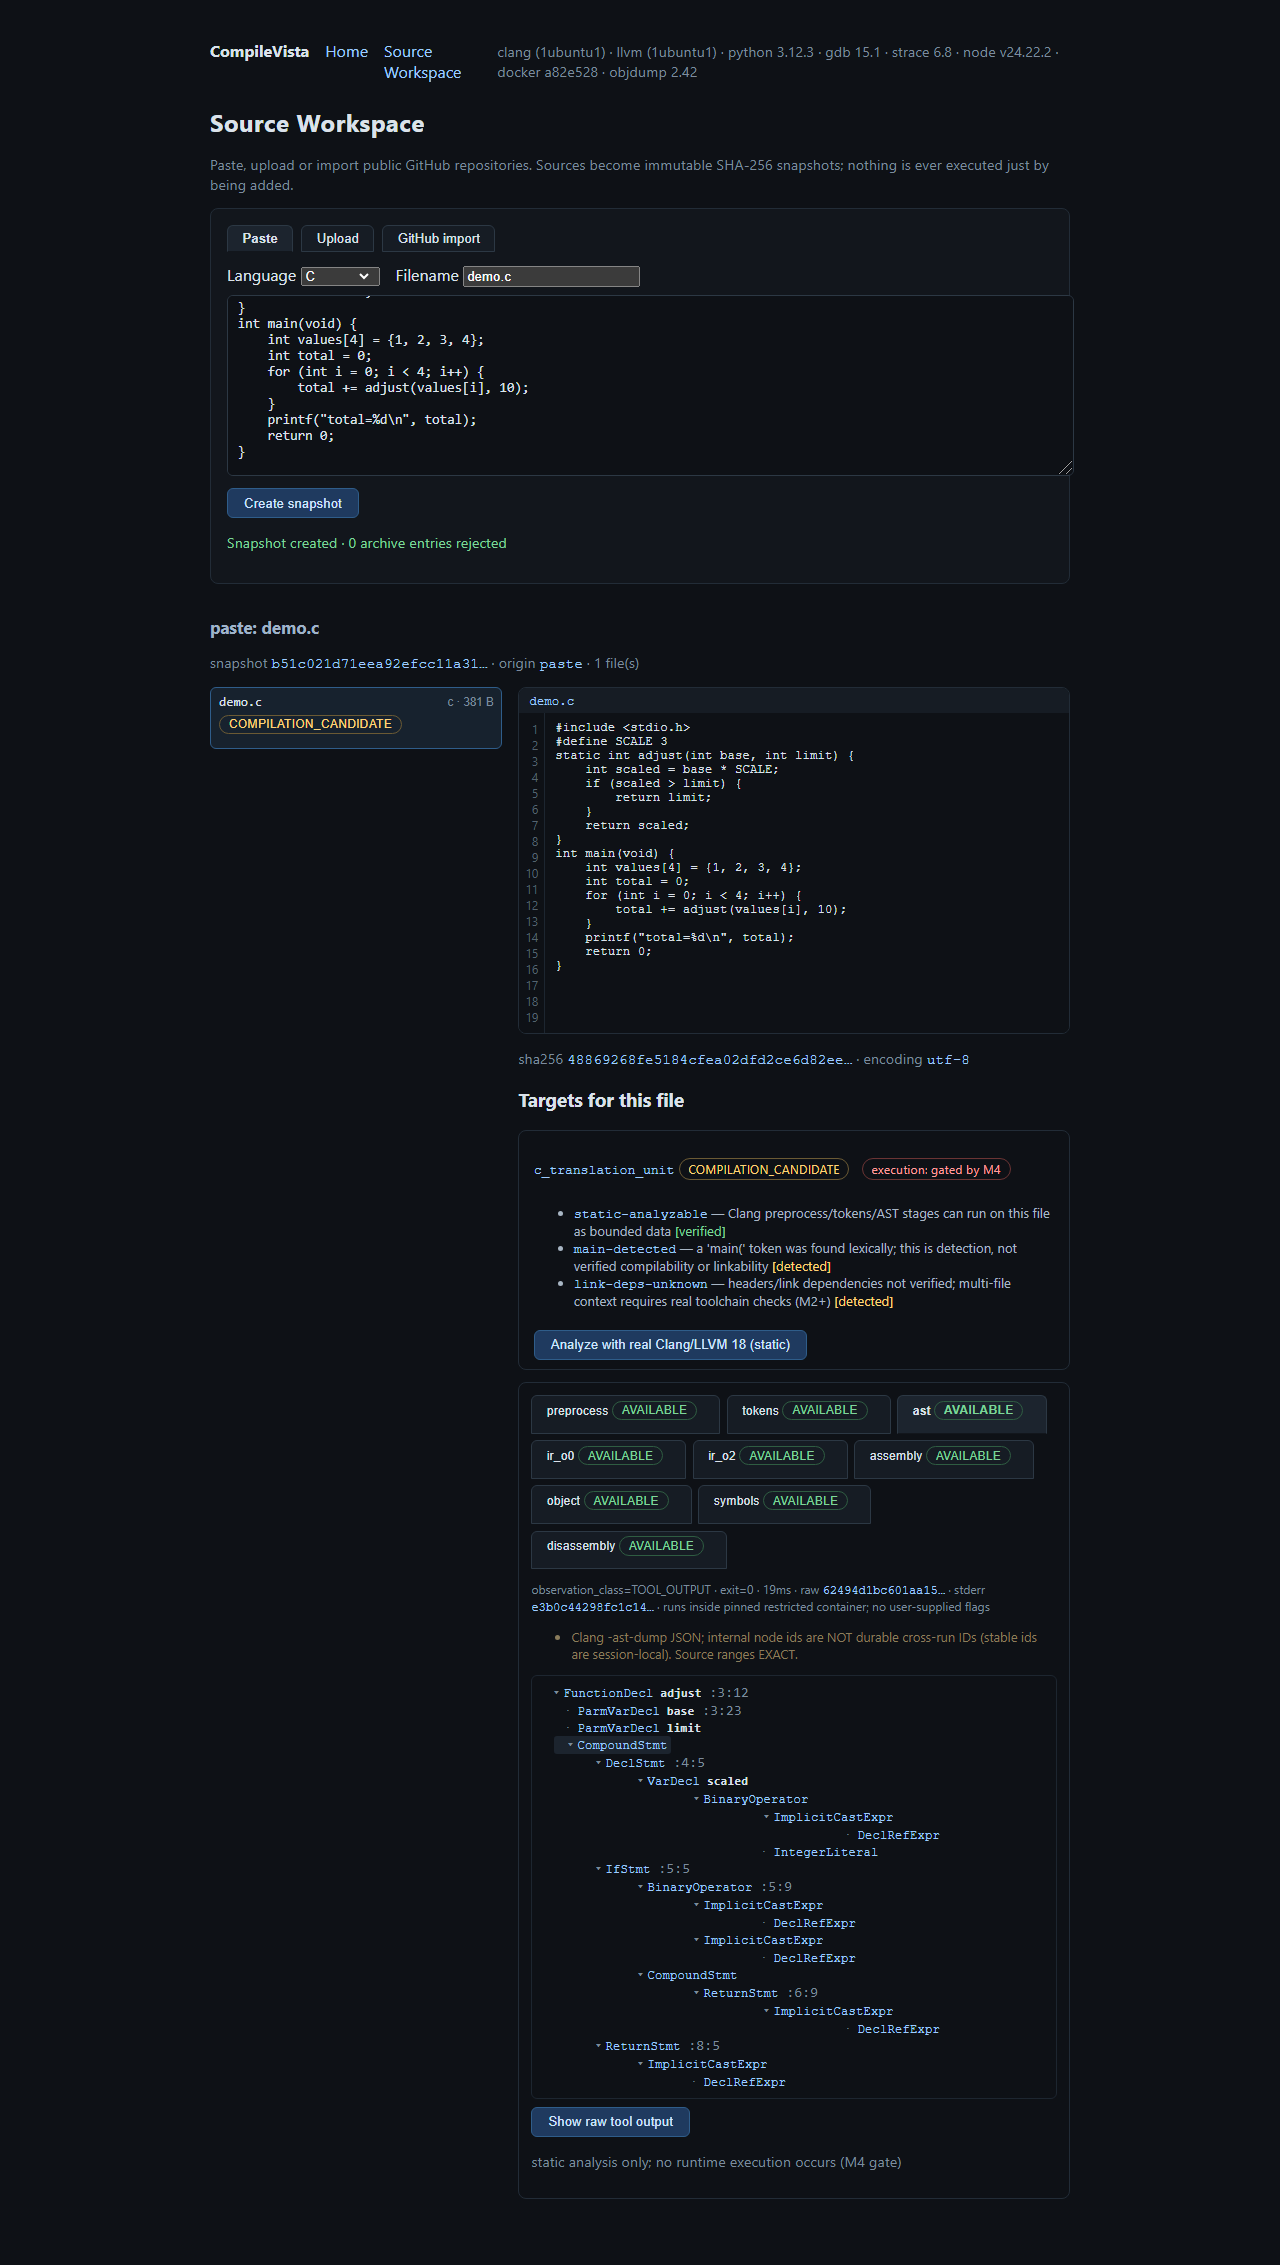 CompileVista Home Source Workspace clang (1ubuntu1) · llvm (1ubuntu1) · python 3.12.3 · gdb 15.1 · strace 6.8 · node v24.22.2 ·
docker a82e528 · objdump 2.42
Source Workspace
Paste, upload or import public GitHub repositories. Sources become immutable SHA-256 snapshots; nothing is ever executed just by
being added.
Paste Upload GitHub import
Language C Filename demo.c
}
int main(void) {
    int values[4] = {1, 2, 3, 4};
    int total = 0;
    for (int i = 0; i < 4; i++) {
        total += adjust(values[i], 10);
    }
    printf("total=%d\n", total);
    return 0;
}
Create snapshot
Snapshot created · 0 archive entries rejected
paste: demo.c
snapshot b51c021d71eea92efcc11a31… · origin paste · 1 file(s)
demo.c c · 381 B
COMPILATION_CANDIDATE
demo.c
1 #include <stdio.h>
2 #define SCALE 3
3 static int adjust(int base, int limit) {
4     int scaled = base * SCALE;
5     if (scaled > limit) {
6         return limit;
7     }
8     return scaled;
9 }
10 int main(void) {
11     int values[4] = {1, 2, 3, 4};
12     int total = 0;
13     for (int i = 0; i < 4; i++) {
14         total += adjust(values[i], 10);
15     }
16     printf("total=%d\n", total);
17     return 0;
18 }
19
sha256 48869268fe5184cfea02dfd2ce6d82ee… · encoding utf-8
Targets for this file
c_translation_unit COMPILATION_CANDIDATE execution: gated by M4
• static-analyzable — Clang preprocess/tokens/AST stages can run on this file
as bounded data [verified]
• main-detected — a 'main(' token was found lexically; this is detection, not
verified compilability or linkability [detected]
• link-deps-unknown — headers/link dependencies not verified; multi-file
context requires real toolchain checks (M2+) [detected]
Analyze with real Clang/LLVM 18 (static)
preprocess AVAILABLE tokens AVAILABLE ast AVAILABLE
ir_o0 AVAILABLE ir_o2 AVAILABLE assembly AVAILABLE
object AVAILABLE symbols AVAILABLE
disassembly AVAILABLE
observation_class=TOOL_OUTPUT · exit=0 · 19ms · raw 62494d1bc601aa15… · stderr
e3b0c44298fc1c14… · runs inside pinned restricted container; no user-supplied flags
• Clang -ast-dump JSON; internal node ids are NOT durable cross-run IDs (stable ids
are session-local). Source ranges EXACT.
▾ FunctionDecl adjust :3:12
· ParmVarDecl base :3:23
· ParmVarDecl limit
▾ CompoundStmt
▾ DeclStmt :4:5
▾ VarDecl scaled
▾ BinaryOperator
▾ ImplicitCastExpr
· DeclRefExpr
· IntegerLiteral
▾ IfStmt :5:5
▾ BinaryOperator :5:9
▾ ImplicitCastExpr
· DeclRefExpr
▾ ImplicitCastExpr
· DeclRefExpr
▾ CompoundStmt
▾ ReturnStmt :6:9
▾ ImplicitCastExpr
· DeclRefExpr
▾ ReturnStmt :8:5
▾ ImplicitCastExpr
· DeclRefExpr
Show raw tool output
static analysis only; no runtime execution occurs (M4 gate)